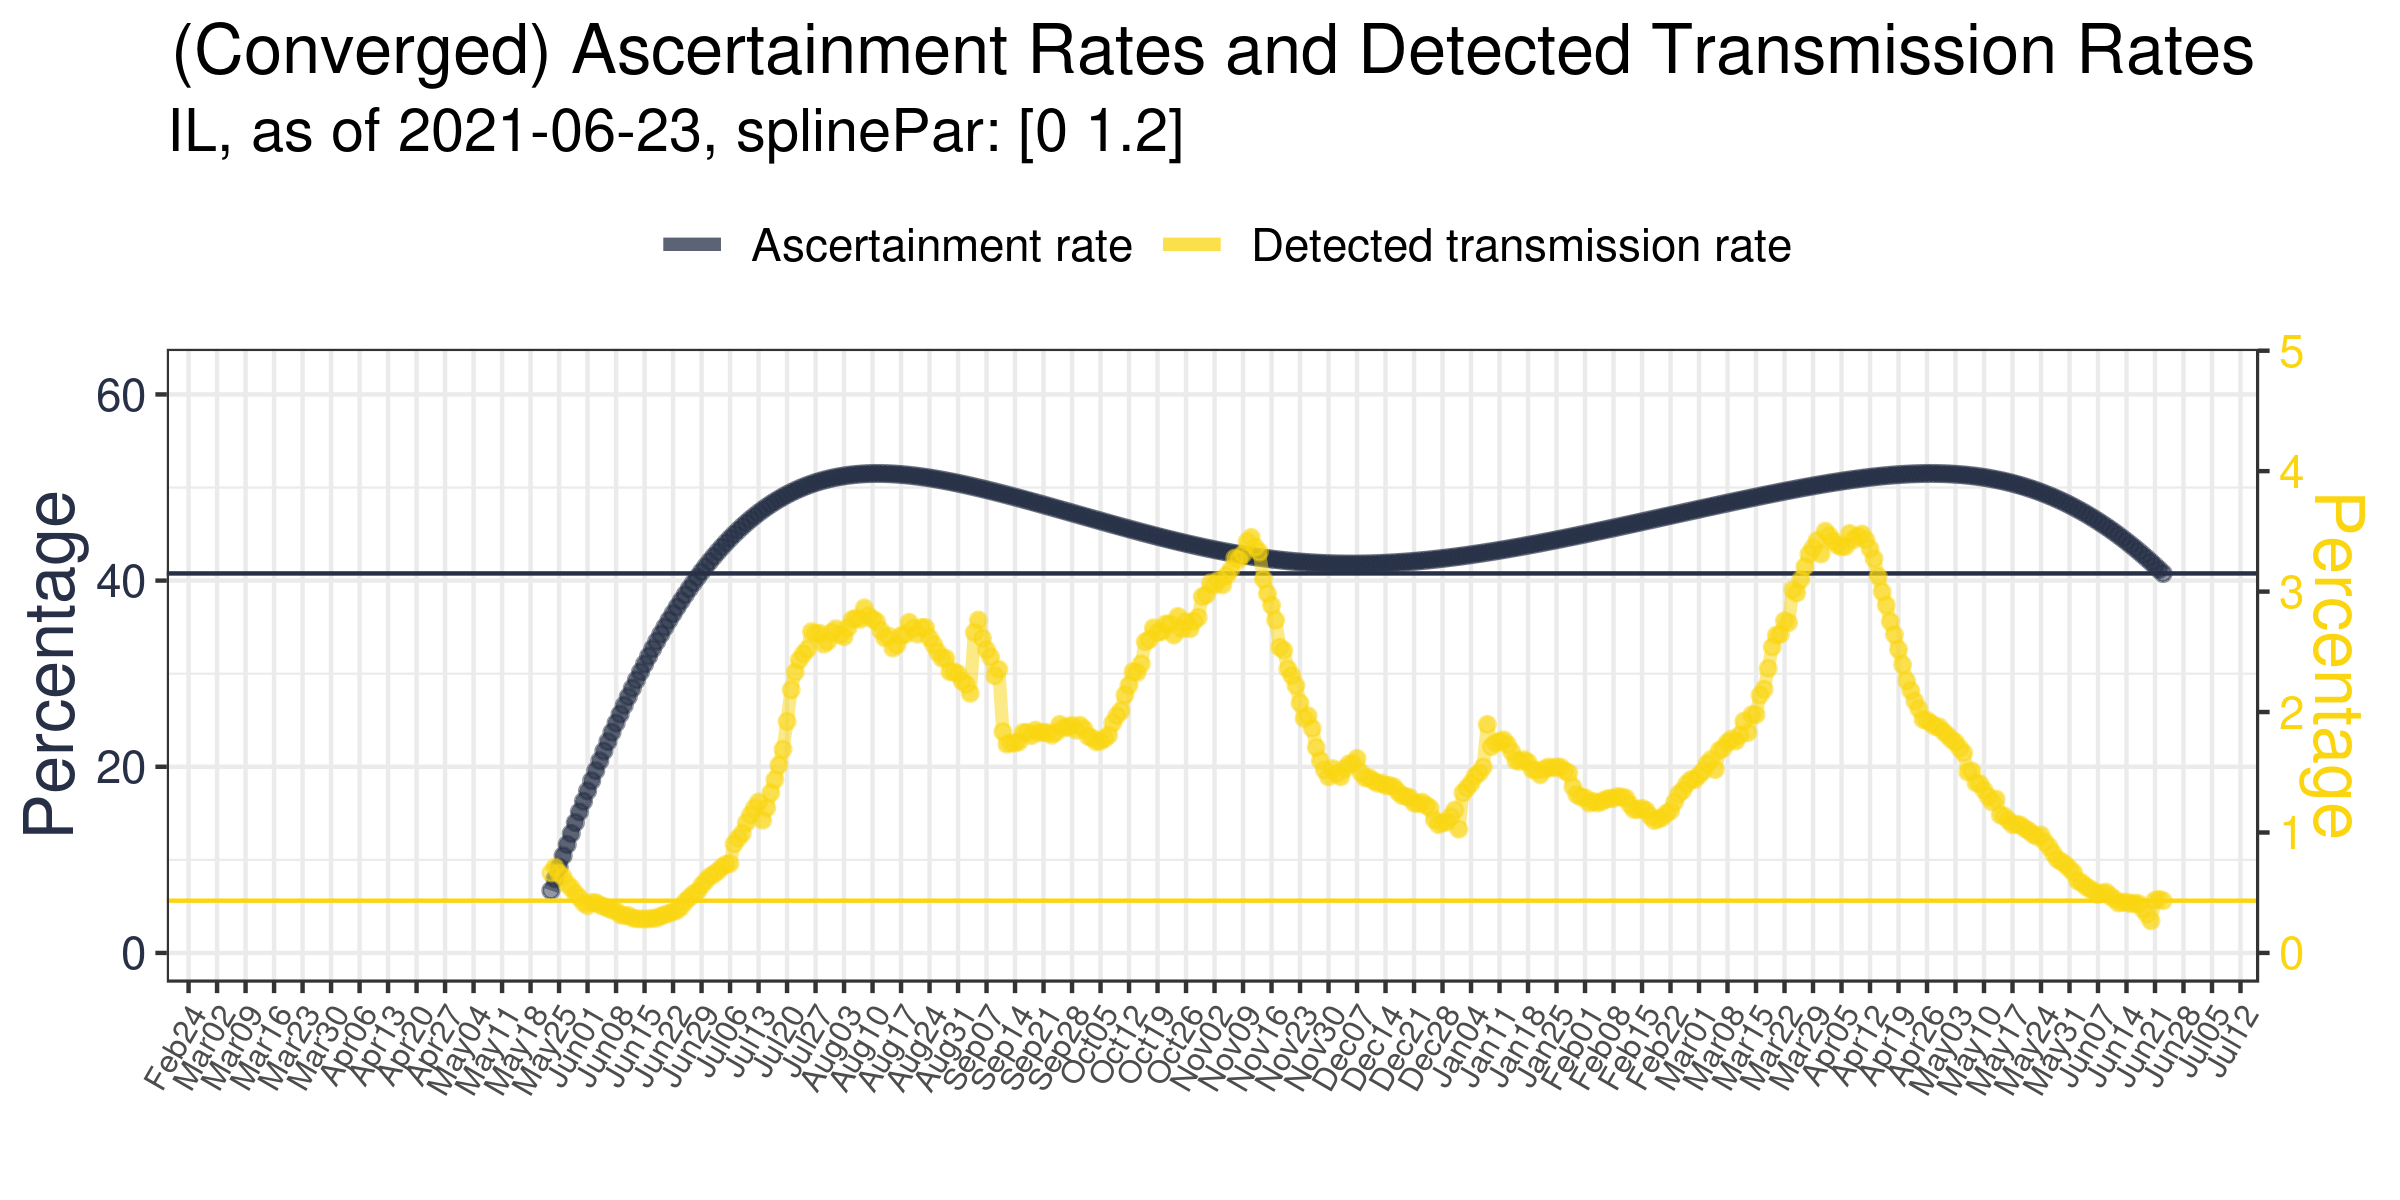 (Converged) Ascertainment Rates and Detected Transmission Rates
IL, as of 2021-06-23, splinePar: [0 1.2]
Ascertainment rate
Detected transmission rate
Percentage
60
40
20
0
5
4
3
2
1
0
Percentage
Feb24
Mar02
Mar09
Mar16
Mar23
Mar30
Apr06
Apr13
Apr20
Apr27
May04
May11
May18
May25
Jun01
Jun08
Jun15
Jun22
Jun29
Jul06
Jul13
Jul20
Jul27
Aug03
Aug10
Aug17
Aug24
Aug31
Sep07
Sep14
Sep21
Sep28
Oct05
Oct12
Oct19
Oct26
Nov02
Nov09
Nov16
Nov23
Nov30
Dec07
Dec14
Dec21
Dec28
Jan04
Jan11
Jan18
Jan25
Feb01
Feb08
Feb15
Feb22
Mar01
Mar08
Mar15
Mar22
Mar29
Apr05
Apr12
Apr19
Apr26
May03
May10
May17
May24
May31
Jun07
Jun14
Jun21
Jun28
Jul05
Jul12